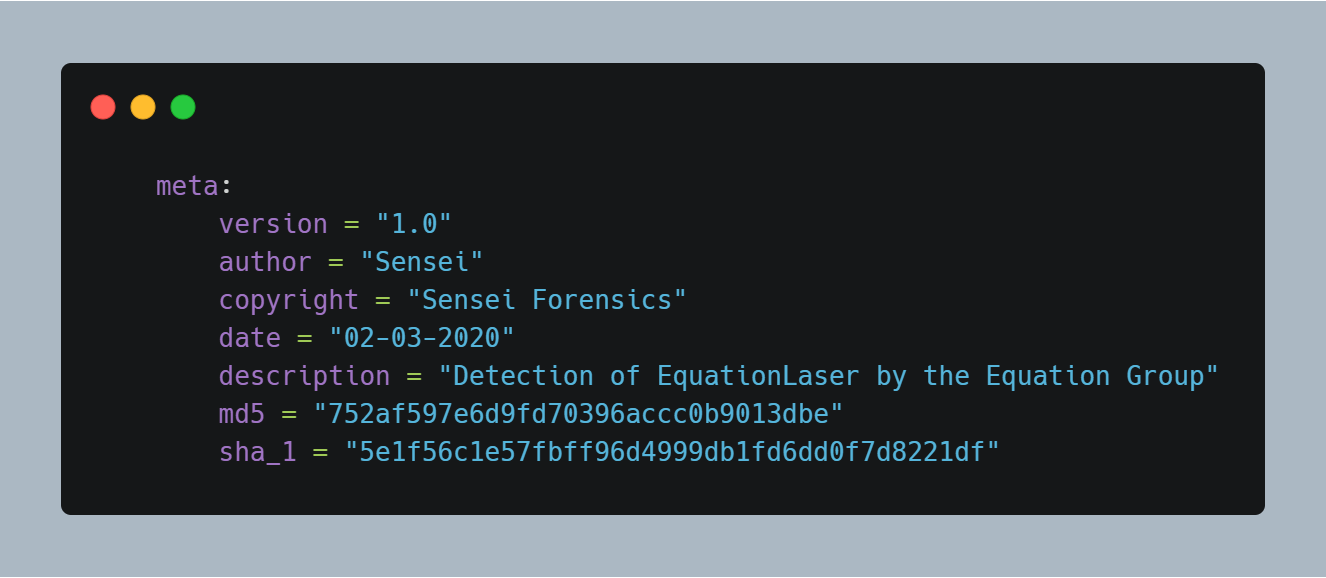 meta:
version = "1.0"
author = "Sensei"
copyright = "Sensei Forensics"
date = "02-03-2020"
description = "Detection of EquationLaser by the Equation Group"
md5 = "752af597e6d9fd70396accc0b9013dbe"
sha_1 = "5e1f56c1e57fbff96d4999db1fd6dd0f7d8221df"